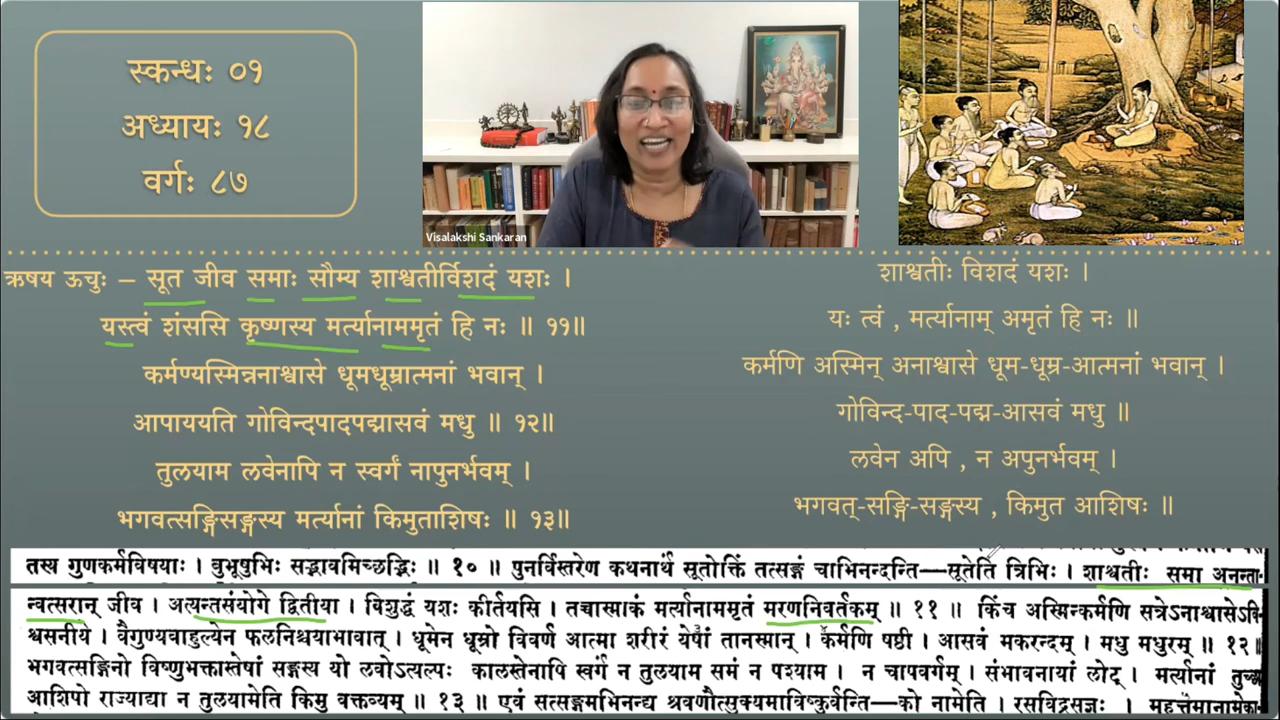 स्कन्धः ०१
अध्यायः १८
वर्गः ८७
Visalakshi Sankaran
ऋषय ऊचुः – सूत जीव समाः सौम्य शाश्वतीर्विशदं यशः ।
यस्त्वं शंससि कृष्णस्य मर्त्यानाममृतं हि नः ॥ ११॥
कर्मण्यस्मिन्ननाश्वासे धूमधूम्रात्मनां भवान् ।
आपाययति गोविन्दपादपद्मासवं मधु ॥ १२॥
तुलयाम लवेनापि न स्वर्गं नापुनर्भवम् ।
भगवत्सङ्गिसङ्गस्य मर्त्यानां किमुताशिषः ॥ १३॥
शाश्वतीः विशदं यशः ।
यः त्वं , मर्त्यानाम् अमृतं हि नः ॥
कर्मणि अस्मिन् अनाश्वासे धूम-धूम्र-आत्मनां भवान् ।
गोविन्द-पाद-पद्म-आसवं मधु ॥
लवेन अपि , न अपुनर्भवम् ।
भगवत्-सङ्गि-सङ्गस्य , किमुत आशिषः ॥
तस्य गुणकर्मविषयाः । बुभूषुभिः सद्भावमिच्छद्भिः ॥ १० ॥ पुनर्विस्तरेण कथनार्थं सूतोक्तिं तत्सङ्गं चाभिनन्दन्ति—सूतेति त्रिभिः । शाश्वतीः समा अनन्ता-
न्वत्सरान् जीव । अत्यन्तसंयोगे द्वितीया । विशुद्धं यशः कीर्तयसि । तच्चास्माकं मर्त्यानाममृतं मरणनिवर्तकम् ॥ ११ ॥ किंच अस्मिन्कर्मणि सत्रेऽनाश्वासेऽवि-
श्वसनीये । वैगुण्यबाहुल्येन फलनिश्चयाभावात् । धूमेन धूम्रो विवर्ण आत्मा शरीरं येषां तानस्मान् । कर्मणि षष्ठी । आसवं मकरन्दम् । मधु मधुरम् ॥ १२ ॥
भगवत्सङ्गिनो विष्णुभक्तास्तेषां सङ्गस्य यो लवोऽत्यल्पः कालस्तेनापि स्वर्गं न तुलयाम समं न पश्याम । न चापवर्गम् । संभावनायां लोट् । मर्त्यानां तुच्छा
आशिषो राज्याद्या न तुलयामेति किमु वक्तव्यम् ॥ १३ ॥ एवं सत्सङ्गमभिनन्द्य श्रवणौत्सुक्यमाविष्कुर्वन्ति—को नामेति । रसविद्रसज्ञः । महत्तमानामेका-